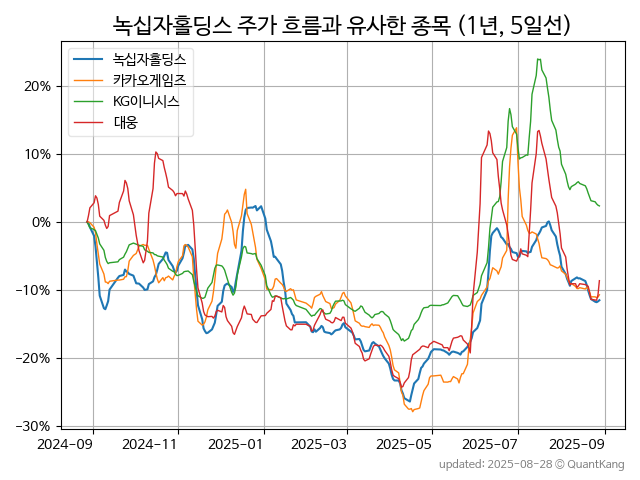 녹십자홀딩스 주가 흐름과 유사한 종목 (1년, 5일선)
녹십자홀딩스
카카오게임즈
KG이니시스
대웅
20%
10%
0%
−10%
−20%
−30%
2024-09 2024-11 2025-01 2025-03 2025-05 2025-07 2025-09
updated: 2025-08-28 © QuantKang